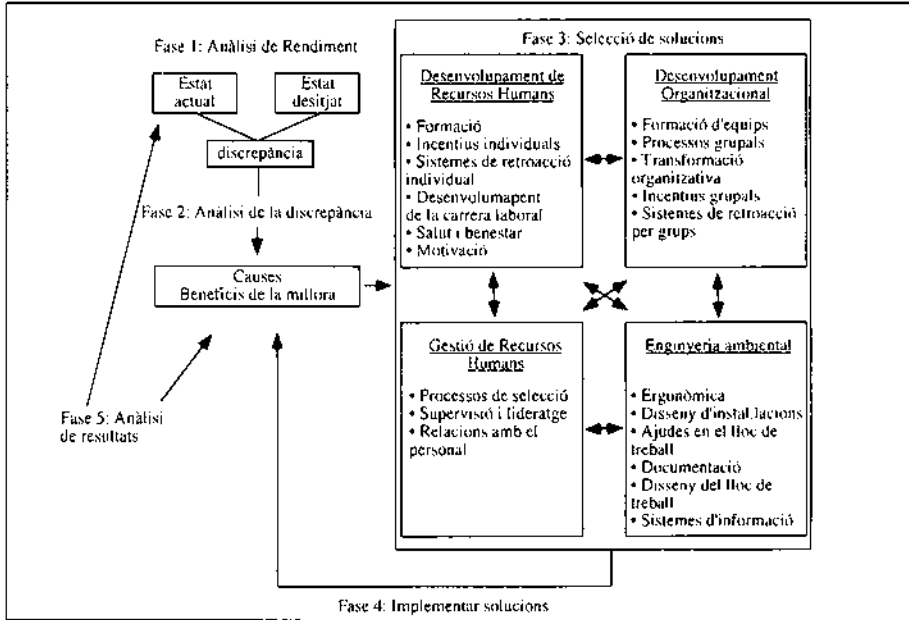 Fase 1: Anàlisi de Rendiment
Estat
actual
Estat
desitjat
discrepància
Fase 2: Anàlisi de la discrepància
Causes
Beneficis de la millora
Fase 5: Anàlisi
de resultats
Fase 3: Selecció de solucions
Desenvolupament de
Recursos Humans
• Formació
• Incentius individuals
• Sistemes de retroacció
individual
• Desenvolumapent
de la carrera laboral
• Salut i benestar
• Motivació
Desenvolupament
Organitzacional
• Formació d'equips
• Processos grupals
• Transformació
organitzativa
• Incentius grupals
• Sistemes de retroacció
per grups
Gestió de Recursos
Humans
• Processos de selecció
• Supervisó i lideratge
• Relacions amb el
personal
Enginyeria ambiental
• Ergunòmica
• Disseny d'instal.lacions
• Ajudes en el lloc de
treball
• Documentació
• Disseny del lloc de
treball
• Sistemes d'informació
Fase 4: Implementar solucions